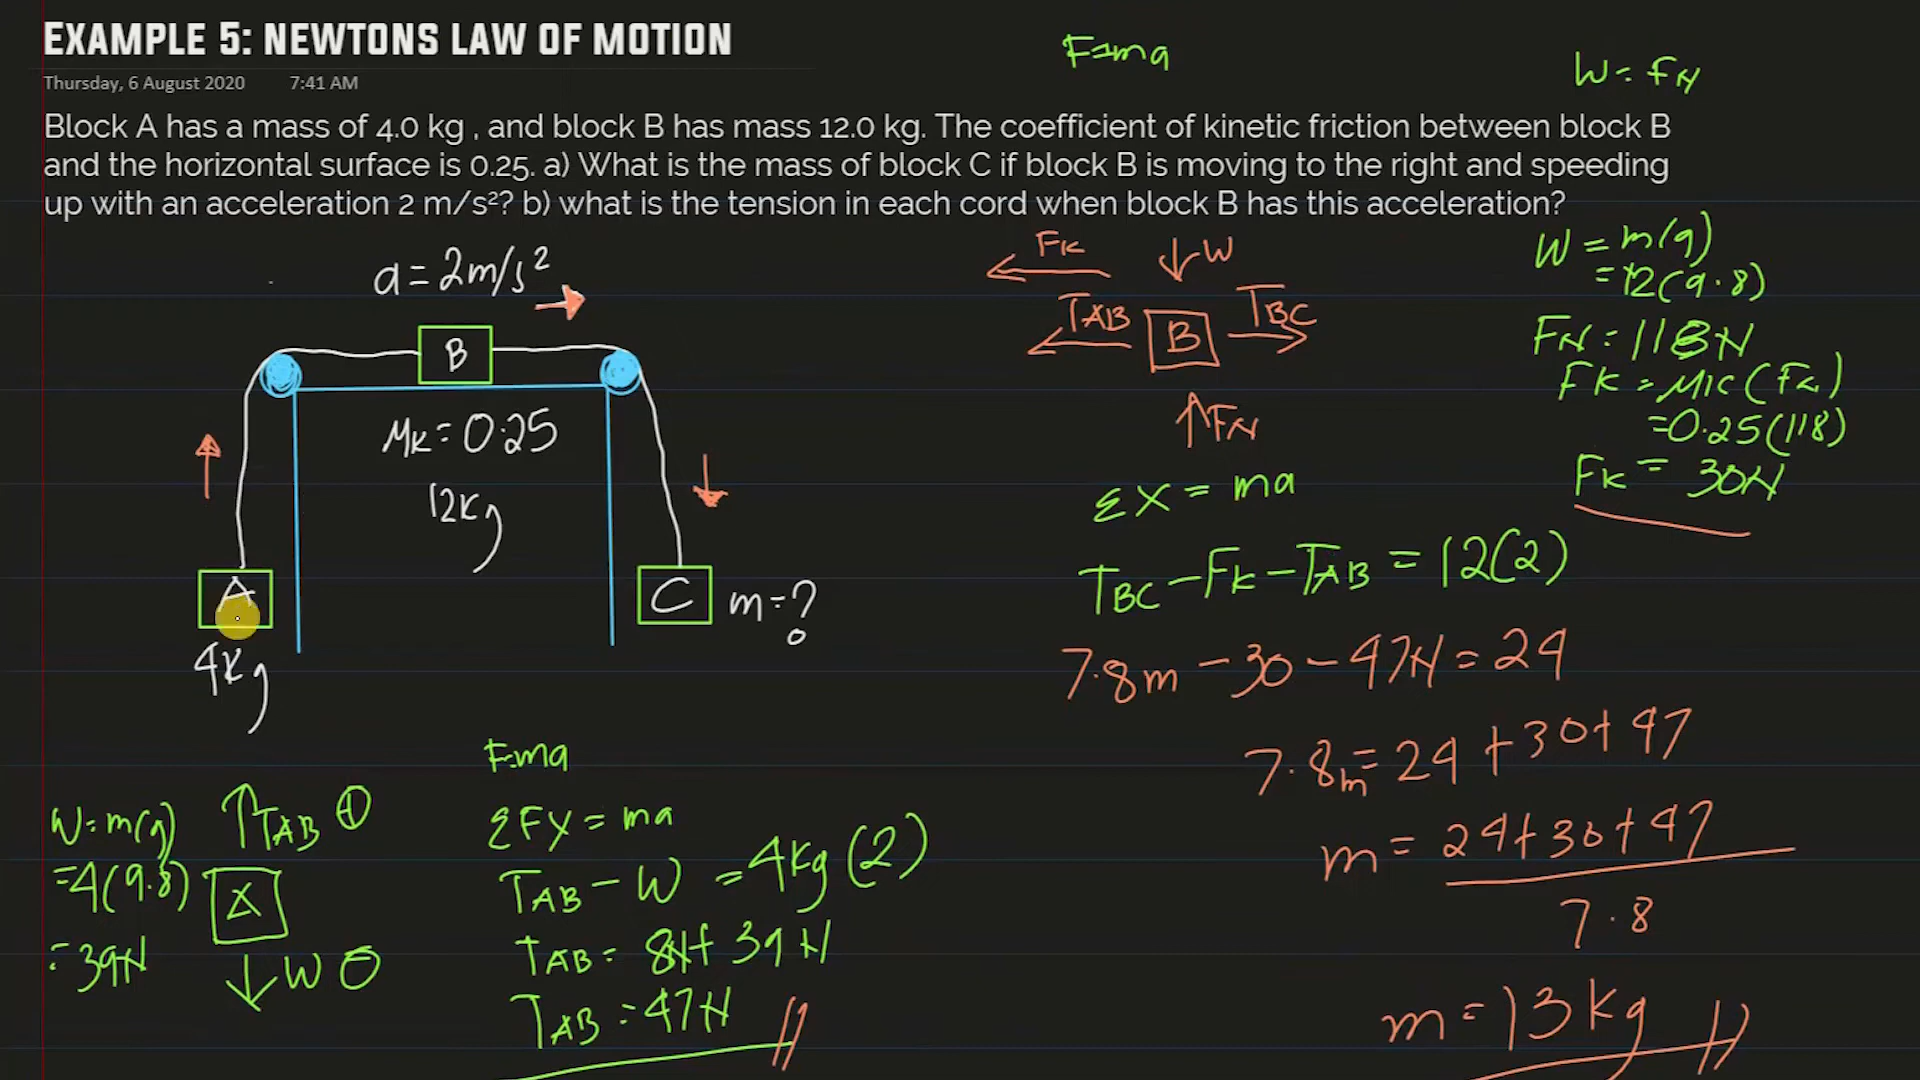 EXAMPLE 5: NEWTONS LAW OF MOTION
Thursday, 6 August 2020 7:41 AM
F=ma
W=FN
Block A has a mass of 4.0 kg , and block B has mass 12.0 kg. The coefficient of kinetic friction between block B
and the horizontal surface is 0.25. a) What is the mass of block C if block B is moving to the right and speeding
up with an acceleration 2 m/s²? b) what is the tension in each cord when block B has this acceleration?
a=2m/s²
B
MK=0.25
12Kg
A
4Kg
C m=?
FK W
TAB B TBC
FN
W=m(g)
=12(9.8)
FN=118N
FK=MK(FN)
=0.25(118)
FK=30N
ΣX=ma
TBC-FK-TAB=12(2)
7.8m-30-47N=24
7.8m=24+30+47
m=24+30+47
7.8
m=13kg
W=m(g)
=4(9.8)
=39N
TAB +
A
W -
F=ma
ΣFY=ma
TAB-W=4kg(2)
TAB=8N+39N
TAB=47N